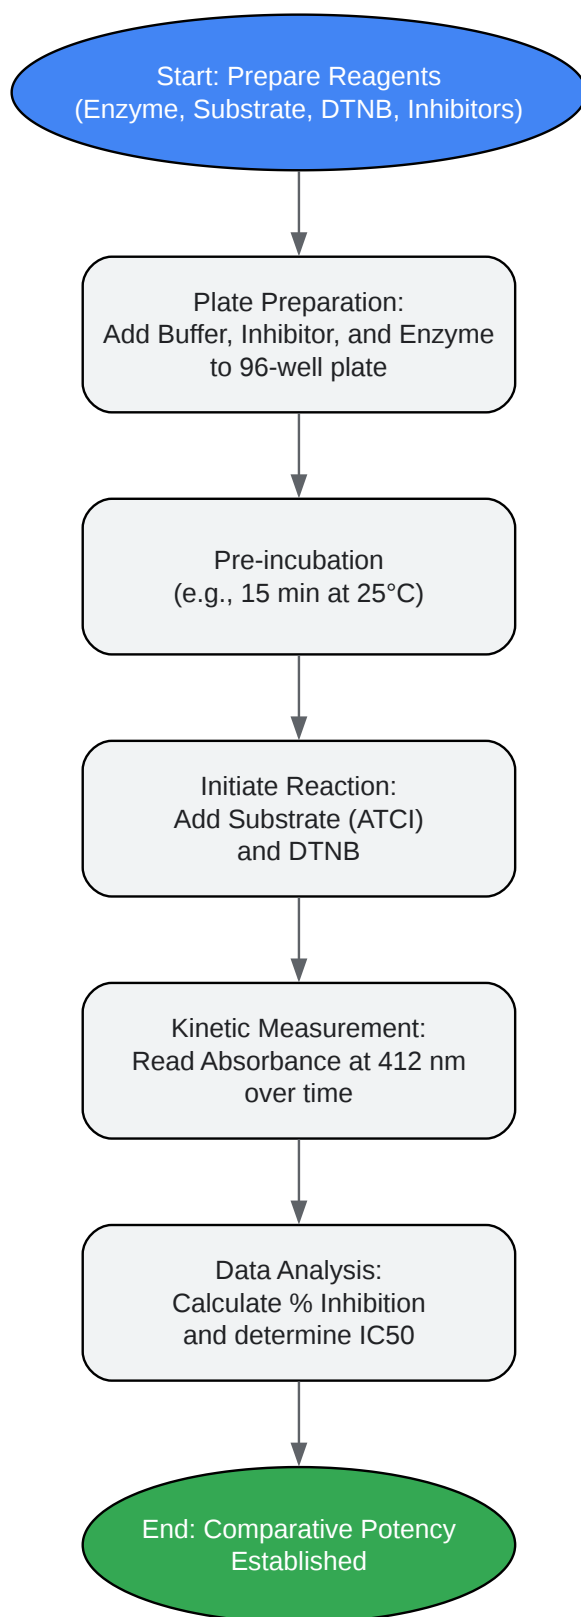 Start: Prepare Reagents
(Enzyme, Substrate, DTNB, Inhibitors)
Plate Preparation:
Add Buffer, Inhibitor, and Enzyme
to 96-well plate
Pre-incubation
(e.g., 15 min at 25°C)
Initiate Reaction:
Add Substrate (ATCI)
and DTNB
Kinetic Measurement:
Read Absorbance at 412 nm
over time
Data Analysis:
Calculate % Inhibition
and determine IC50
End: Comparative Potency
Established